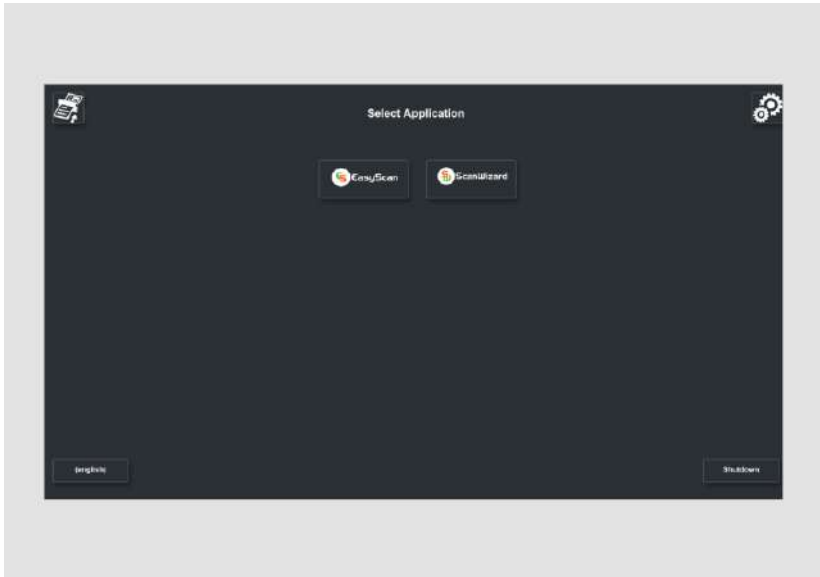 Select Application
EasyScan
ScanWizard
(english)
Shutdown